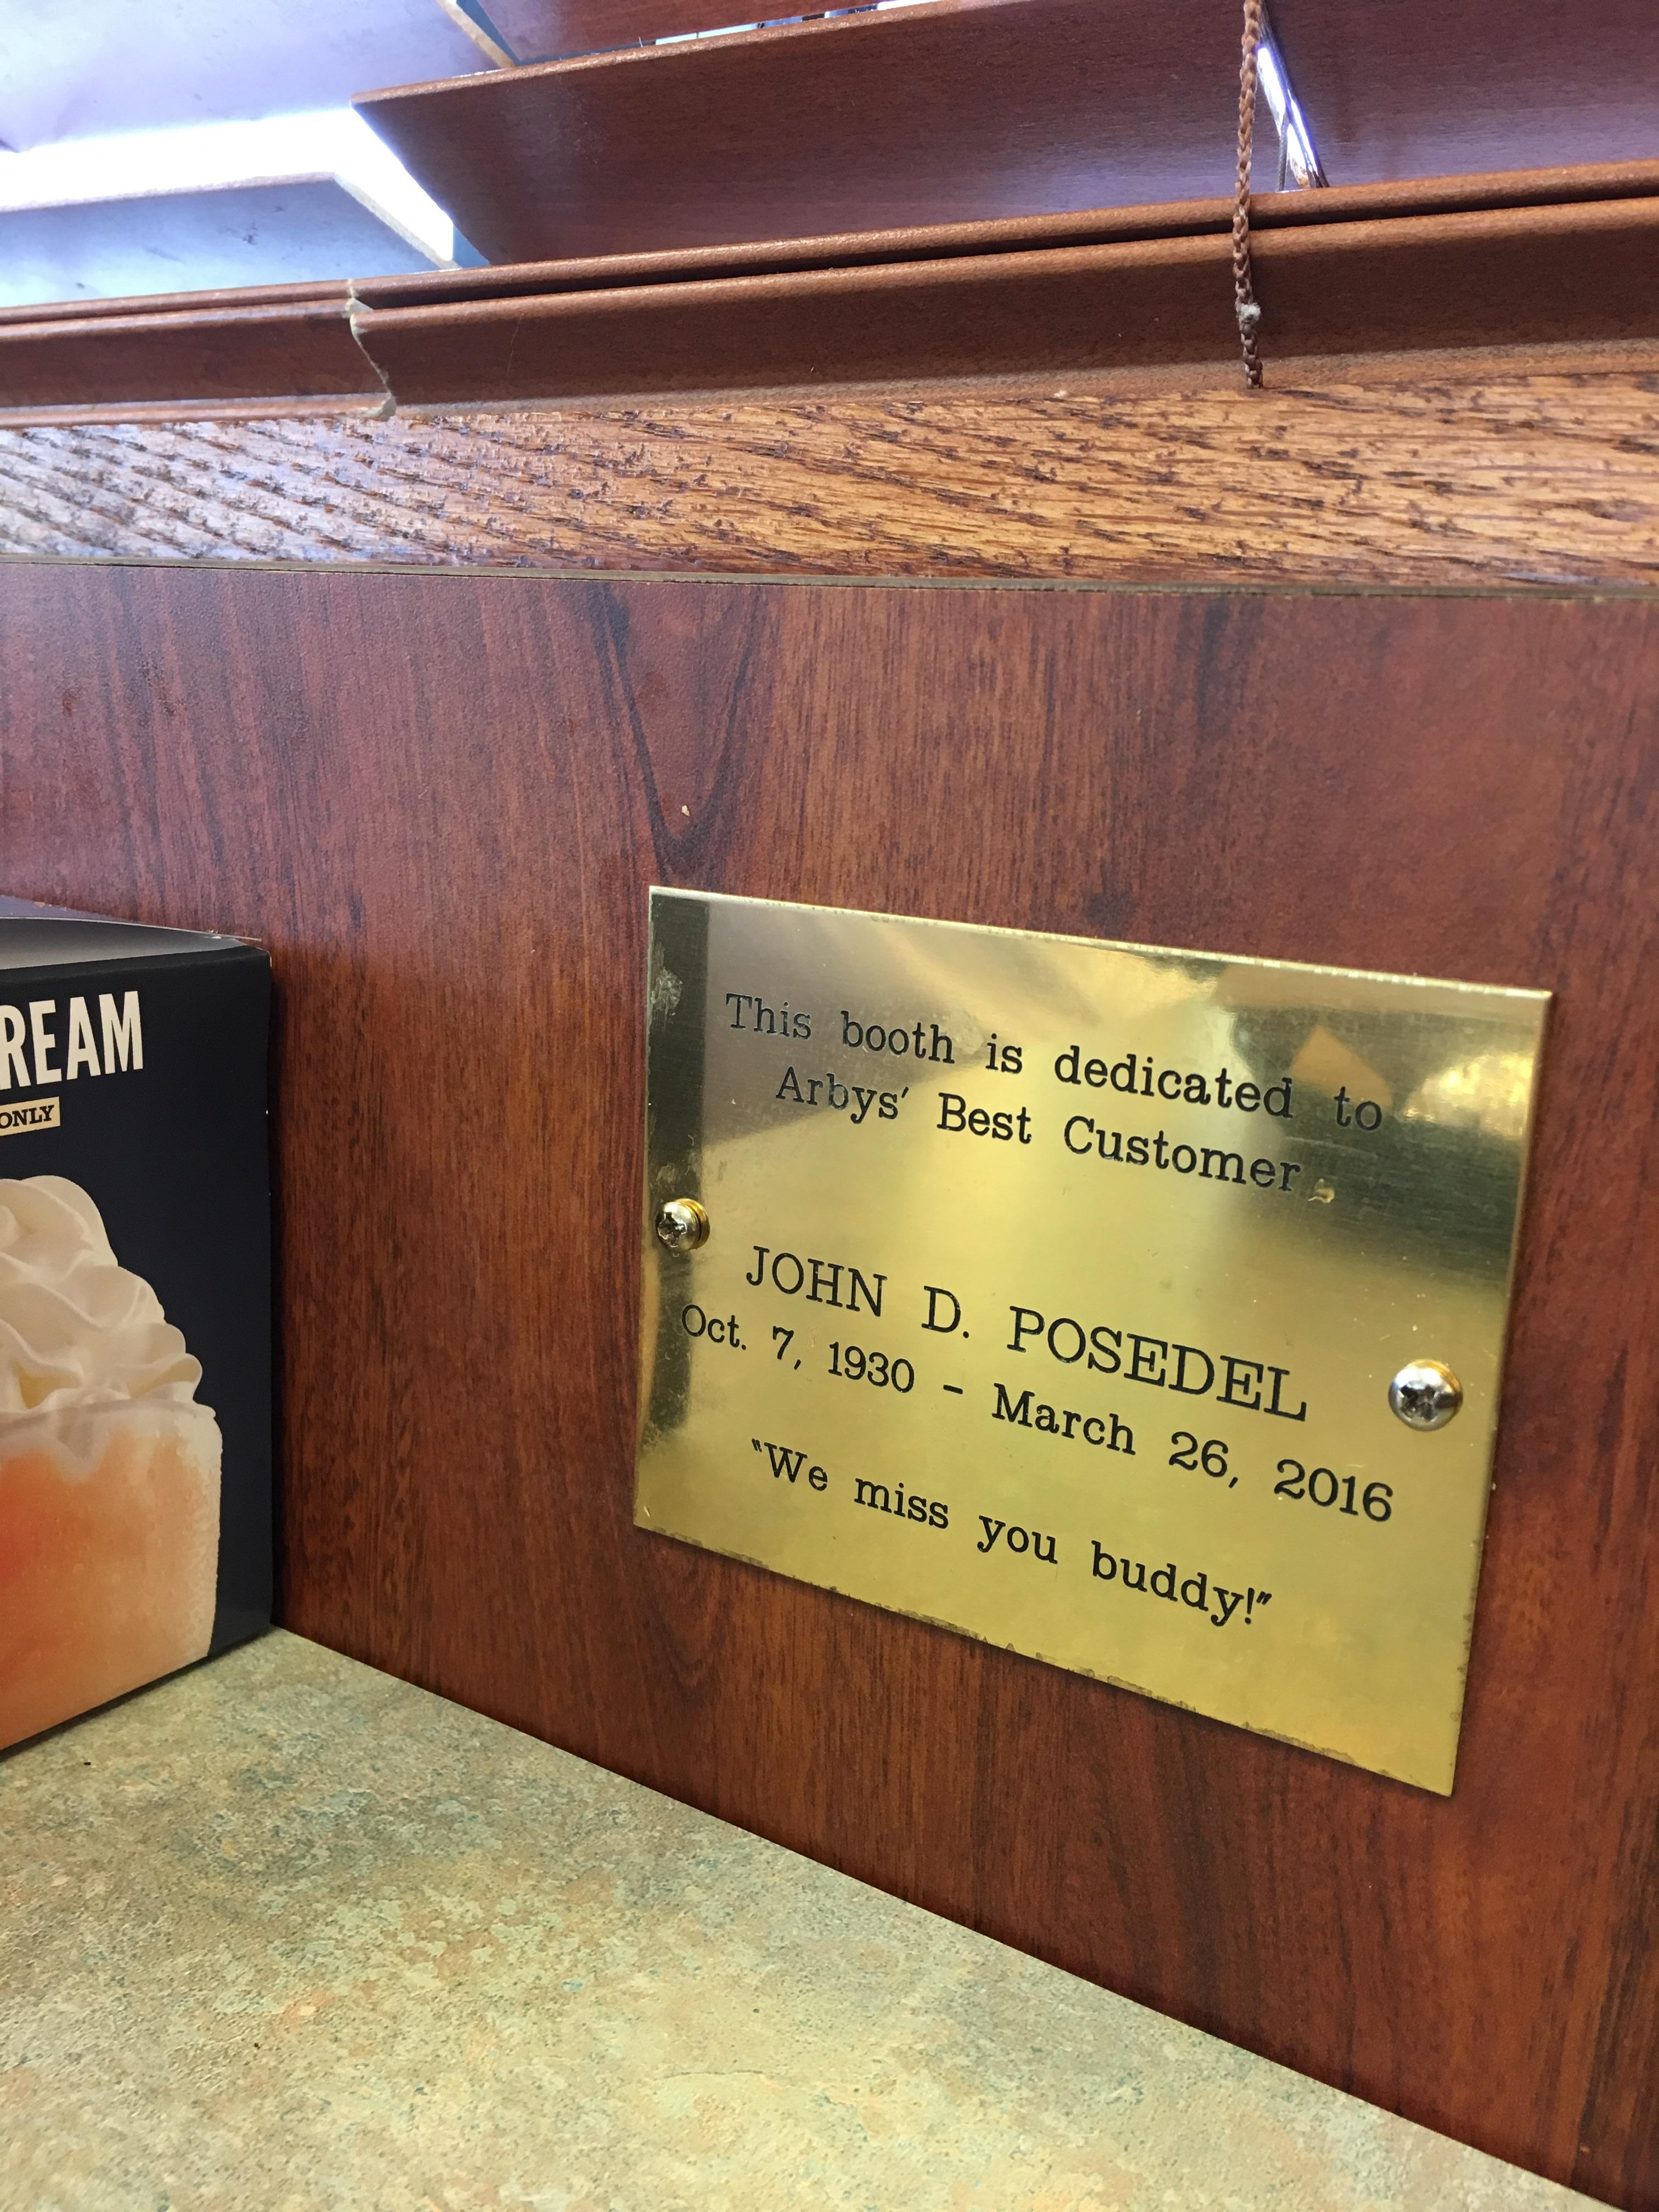 REAM
ONLY
This booth is dedicated to
Arbys' Best Customer
JOHN D. POSEDEL
Oct. 7, 1930 - March 26, 2016
"We miss you buddy!"